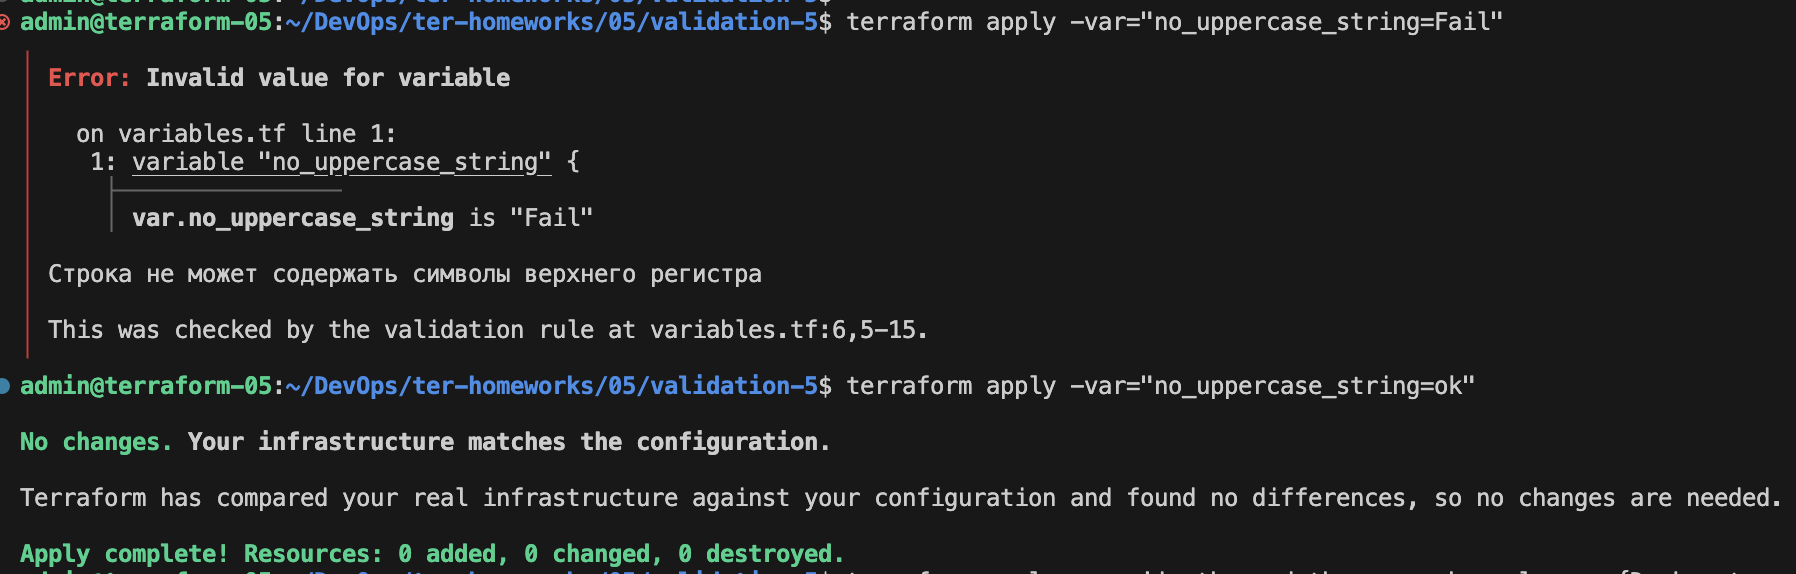 admin@terraform-05:~/DevOps/ter-homeworks/05/validation-5$ terraform apply -var="no_uppercase_string=Fail"
Error: Invalid value for variable
on variables.tf line 1:
1: variable "no_uppercase_string" {
var.no_uppercase_string is "Fail"
Строка не может содержать символы верхнего регистра
This was checked by the validation rule at variables.tf:6,5-15.
admin@terraform-05:~/DevOps/ter-homeworks/05/validation-5$ terraform apply -var="no_uppercase_string=ok"
No changes. Your infrastructure matches the configuration.
Terraform has compared your real infrastructure against your configuration and found no differences, so no changes are needed.
Apply complete! Resources: 0 added, 0 changed, 0 destroyed.